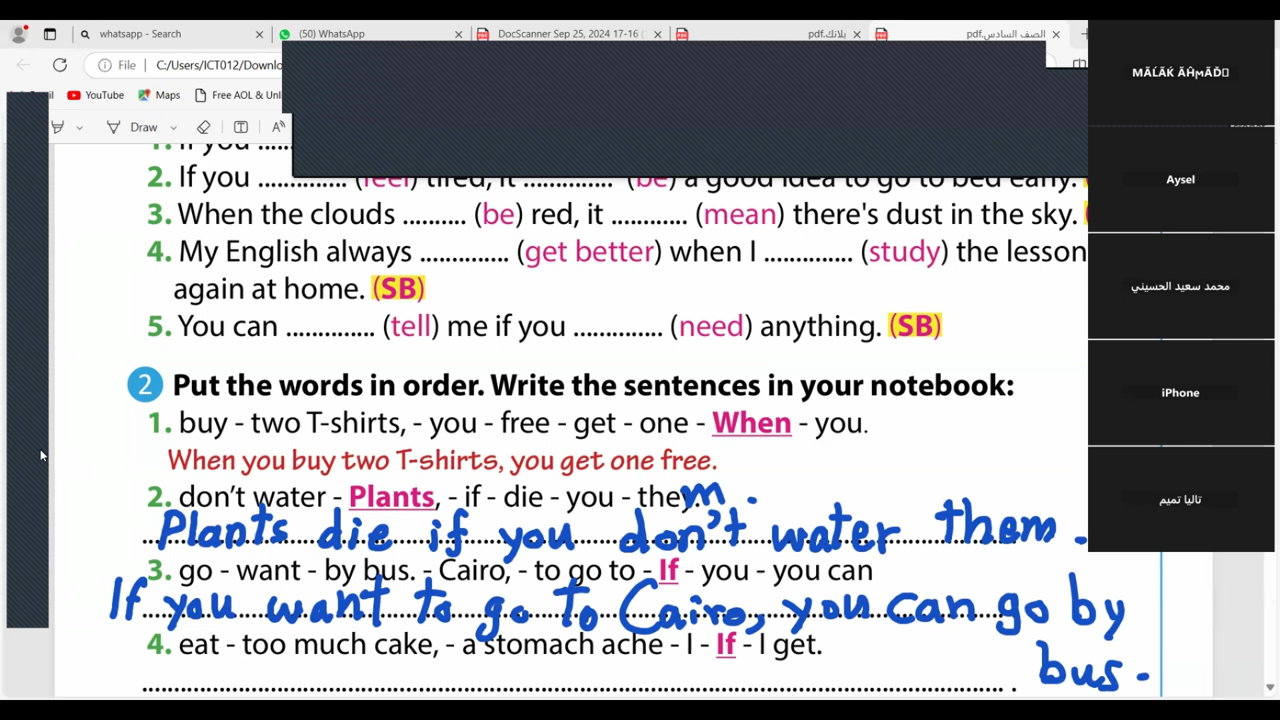 whatsapp - Search
(50) WhatsApp
DocScanner Sep 25, 2024 17-16
بلانك.pdf
الصف السادس.pdf
File
C:/Users/ICT012/Downlo
YouTube
Maps
Free AOL & Unl
Draw
1. If you ..........
2. If you .............. (feel) tired, it .............. (be) a good idea to go to bed early.
3. When the clouds .......... (be) red, it ............ (mean) there's dust in the sky.
4. My English always .............. (get better) when I .............. (study) the lesson
again at home. (SB)
5. You can .............. (tell) me if you .............. (need) anything. (SB)
2 Put the words in order. Write the sentences in your notebook:
1. buy - two T-shirts, - you - free - get - one - When - you.
When you buy two T-shirts, you get one free.
2. don't water - Plants, - if - die - you - them.
Plants die if you don't water them.
3. go - want - by bus. - Cairo, - to go to - If - you - you can
If you want to go to Cairo, you can go by
bus.
4. eat - too much cake, - a stomach ache - I - If - I get.
MÃĹÃЌ ÃĤϻÃĎ
Aysel
محمد سعيد الحسيني
iPhone
تاليا تميم